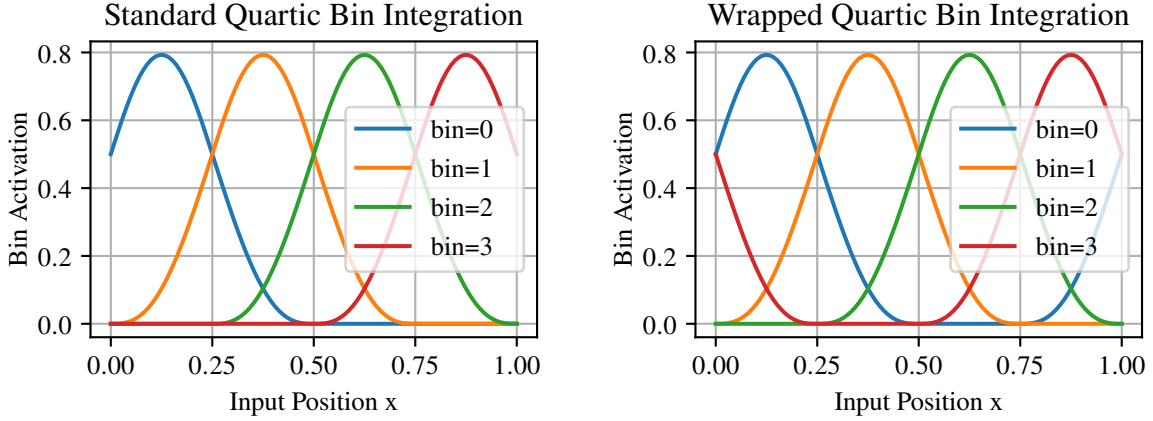 Standard Quartic Bin Integration
0.8
0.6
0.4
0.2
0.0
Bin Activation
bin=0
bin=1
bin=2
bin=3
0.00 0.25 0.50 0.75 1.00
Input Position x
Wrapped Quartic Bin Integration
0.8
0.6
0.4
0.2
0.0
Bin Activation
bin=0
bin=1
bin=2
bin=3
0.00 0.25 0.50 0.75 1.00
Input Position x